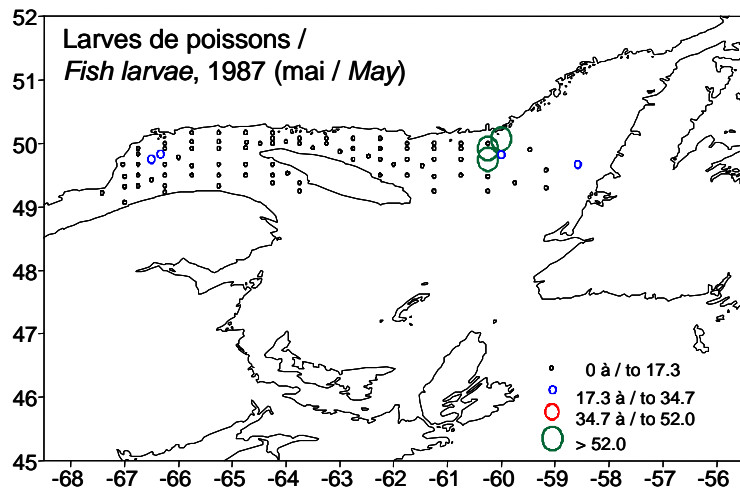 Larves de poissons /
Fish larvae, 1987 (mai / May)
52
51
50
49
48
47
46
45
0 à / to 17.3
17.3 à / to 34.7
34.7 à / to 52.0
> 52.0
-68 -67 -66 -65 -64 -63 -62 -61 -60 -59 -58 -57 -56